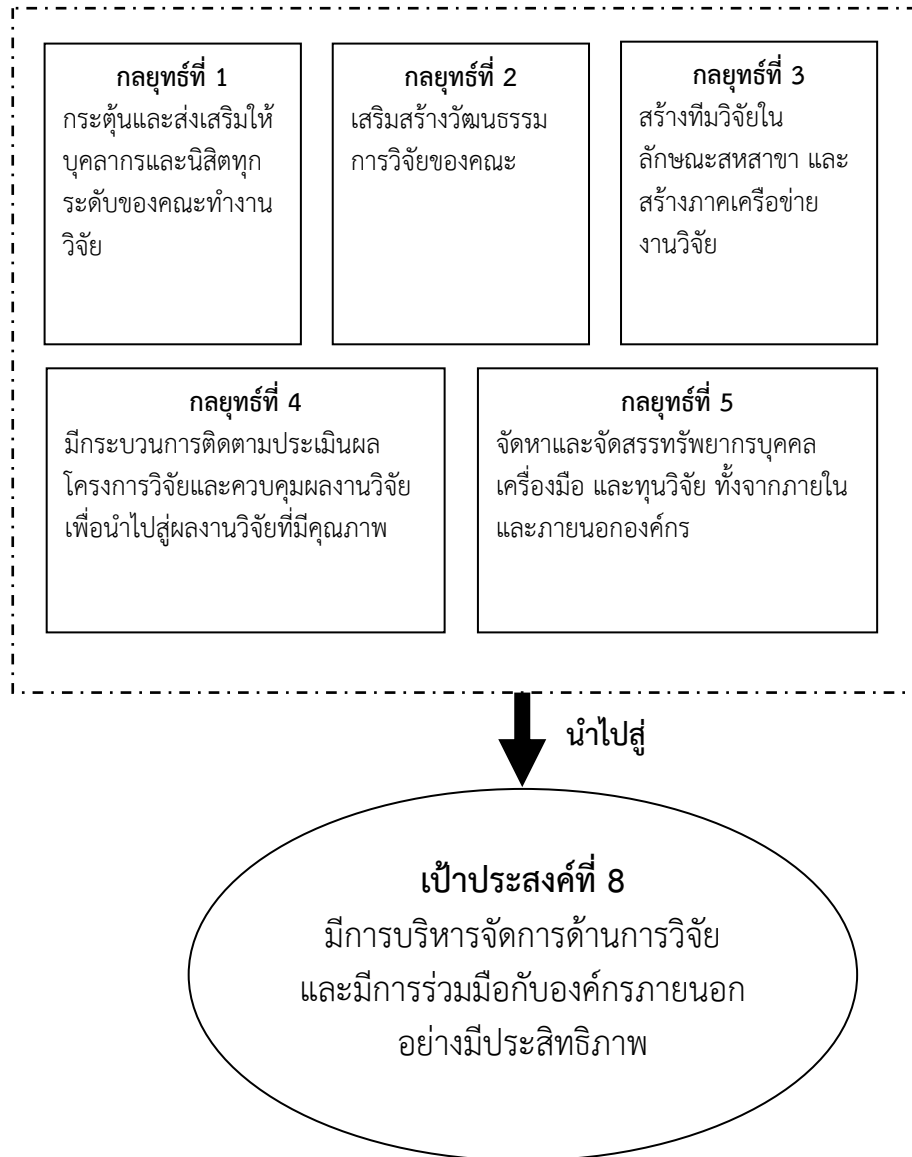 กลยุทธ์ที่ 1
กระตุ้นและส่งเสริมให้
บุคลากรและนิสิตทุก
ระดับของคณะทำงาน
วิจัย
กลยุทธ์ที่ 2
เสริมสร้างวัฒนธรรม
การวิจัยของคณะ
กลยุทธ์ที่ 3
สร้างทีมวิจัยใน
ลักษณะสหสาขา และ
สร้างภาคเครือข่าย
งานวิจัย
กลยุทธ์ที่ 4
มีกระบวนการติดตามประเมินผล
โครงการวิจัยและควบคุมผลงานวิจัย
เพื่อนำไปสู่ผลงานวิจัยที่มีคุณภาพ
กลยุทธ์ที่ 5
จัดหาและจัดสรรทรัพยากรบุคคล
เครื่องมือ และทุนวิจัย ทั้งจากภายใน
และภายนอกองค์กร
นำไปสู่
เป้าประสงค์ที่ 8
มีการบริหารจัดการด้านการวิจัย
และมีการร่วมมือกับองค์กรภายนอก
อย่างมีประสิทธิภาพ